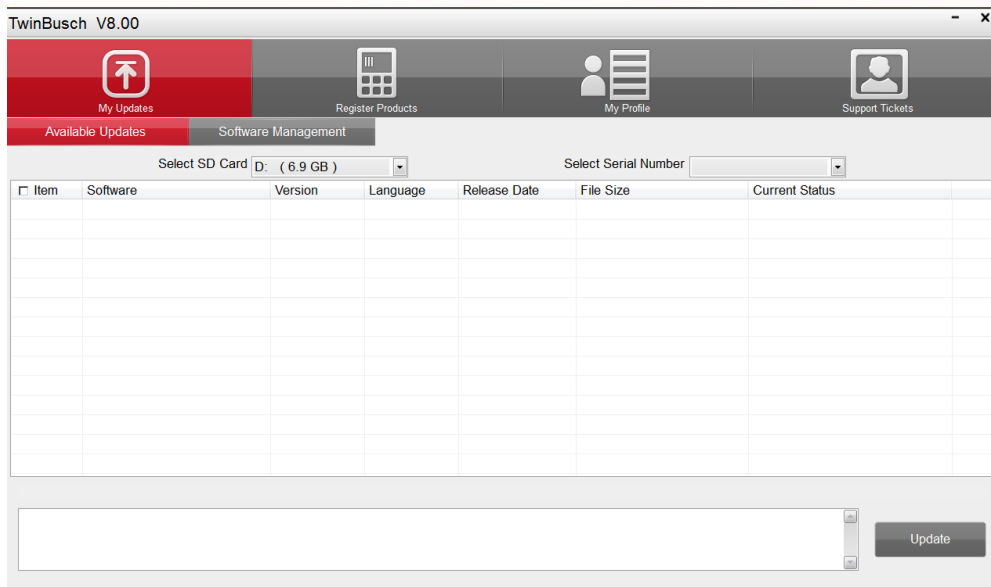 TwinBusch V8.00
My Updates
Register Products
My Profile
Support Tickets
Available Updates
Software Management
Select SD Card D: ( 6.9 GB )
Select Serial Number
Item Software Version Language Release Date File Size Current Status
Update